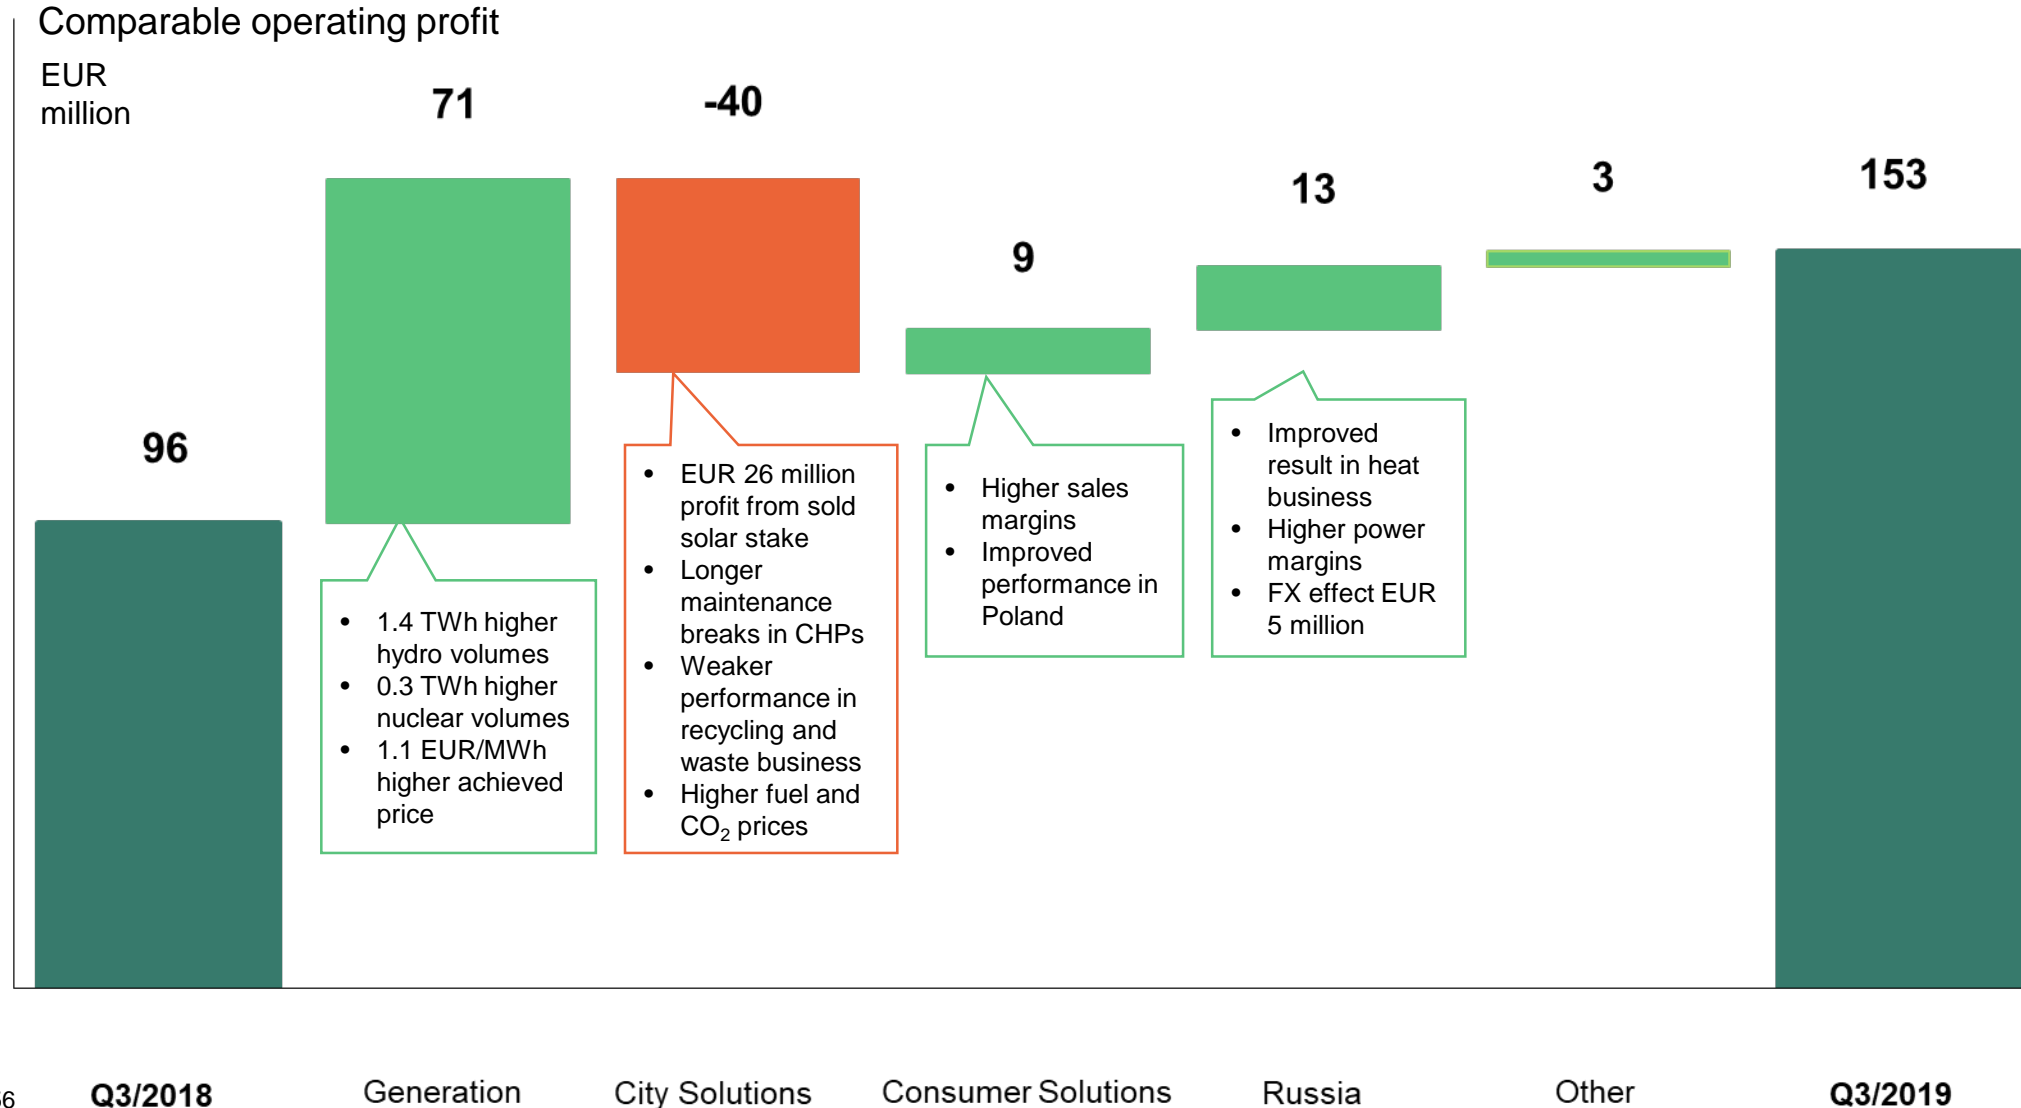 Comparable operating profit
EUR
million
96
71
-40
9
13
3
153
• 1.4 TWh higher
hydro volumes
• 0.3 TWh higher
nuclear volumes
• 1.1 EUR/MWh
higher achieved
price
• EUR 26 million
profit from sold
solar stake
• Longer
maintenance
breaks in CHPs
• Weaker
performance in
recycling and
waste business
• Higher fuel and
CO₂ prices
• Higher sales
margins
• Improved
performance in
Poland
• Improved
result in heat
business
• Higher power
margins
• FX effect EUR
5 million
Q3/2018
Generation
City Solutions
Consumer Solutions
Russia
Other
Q3/2019